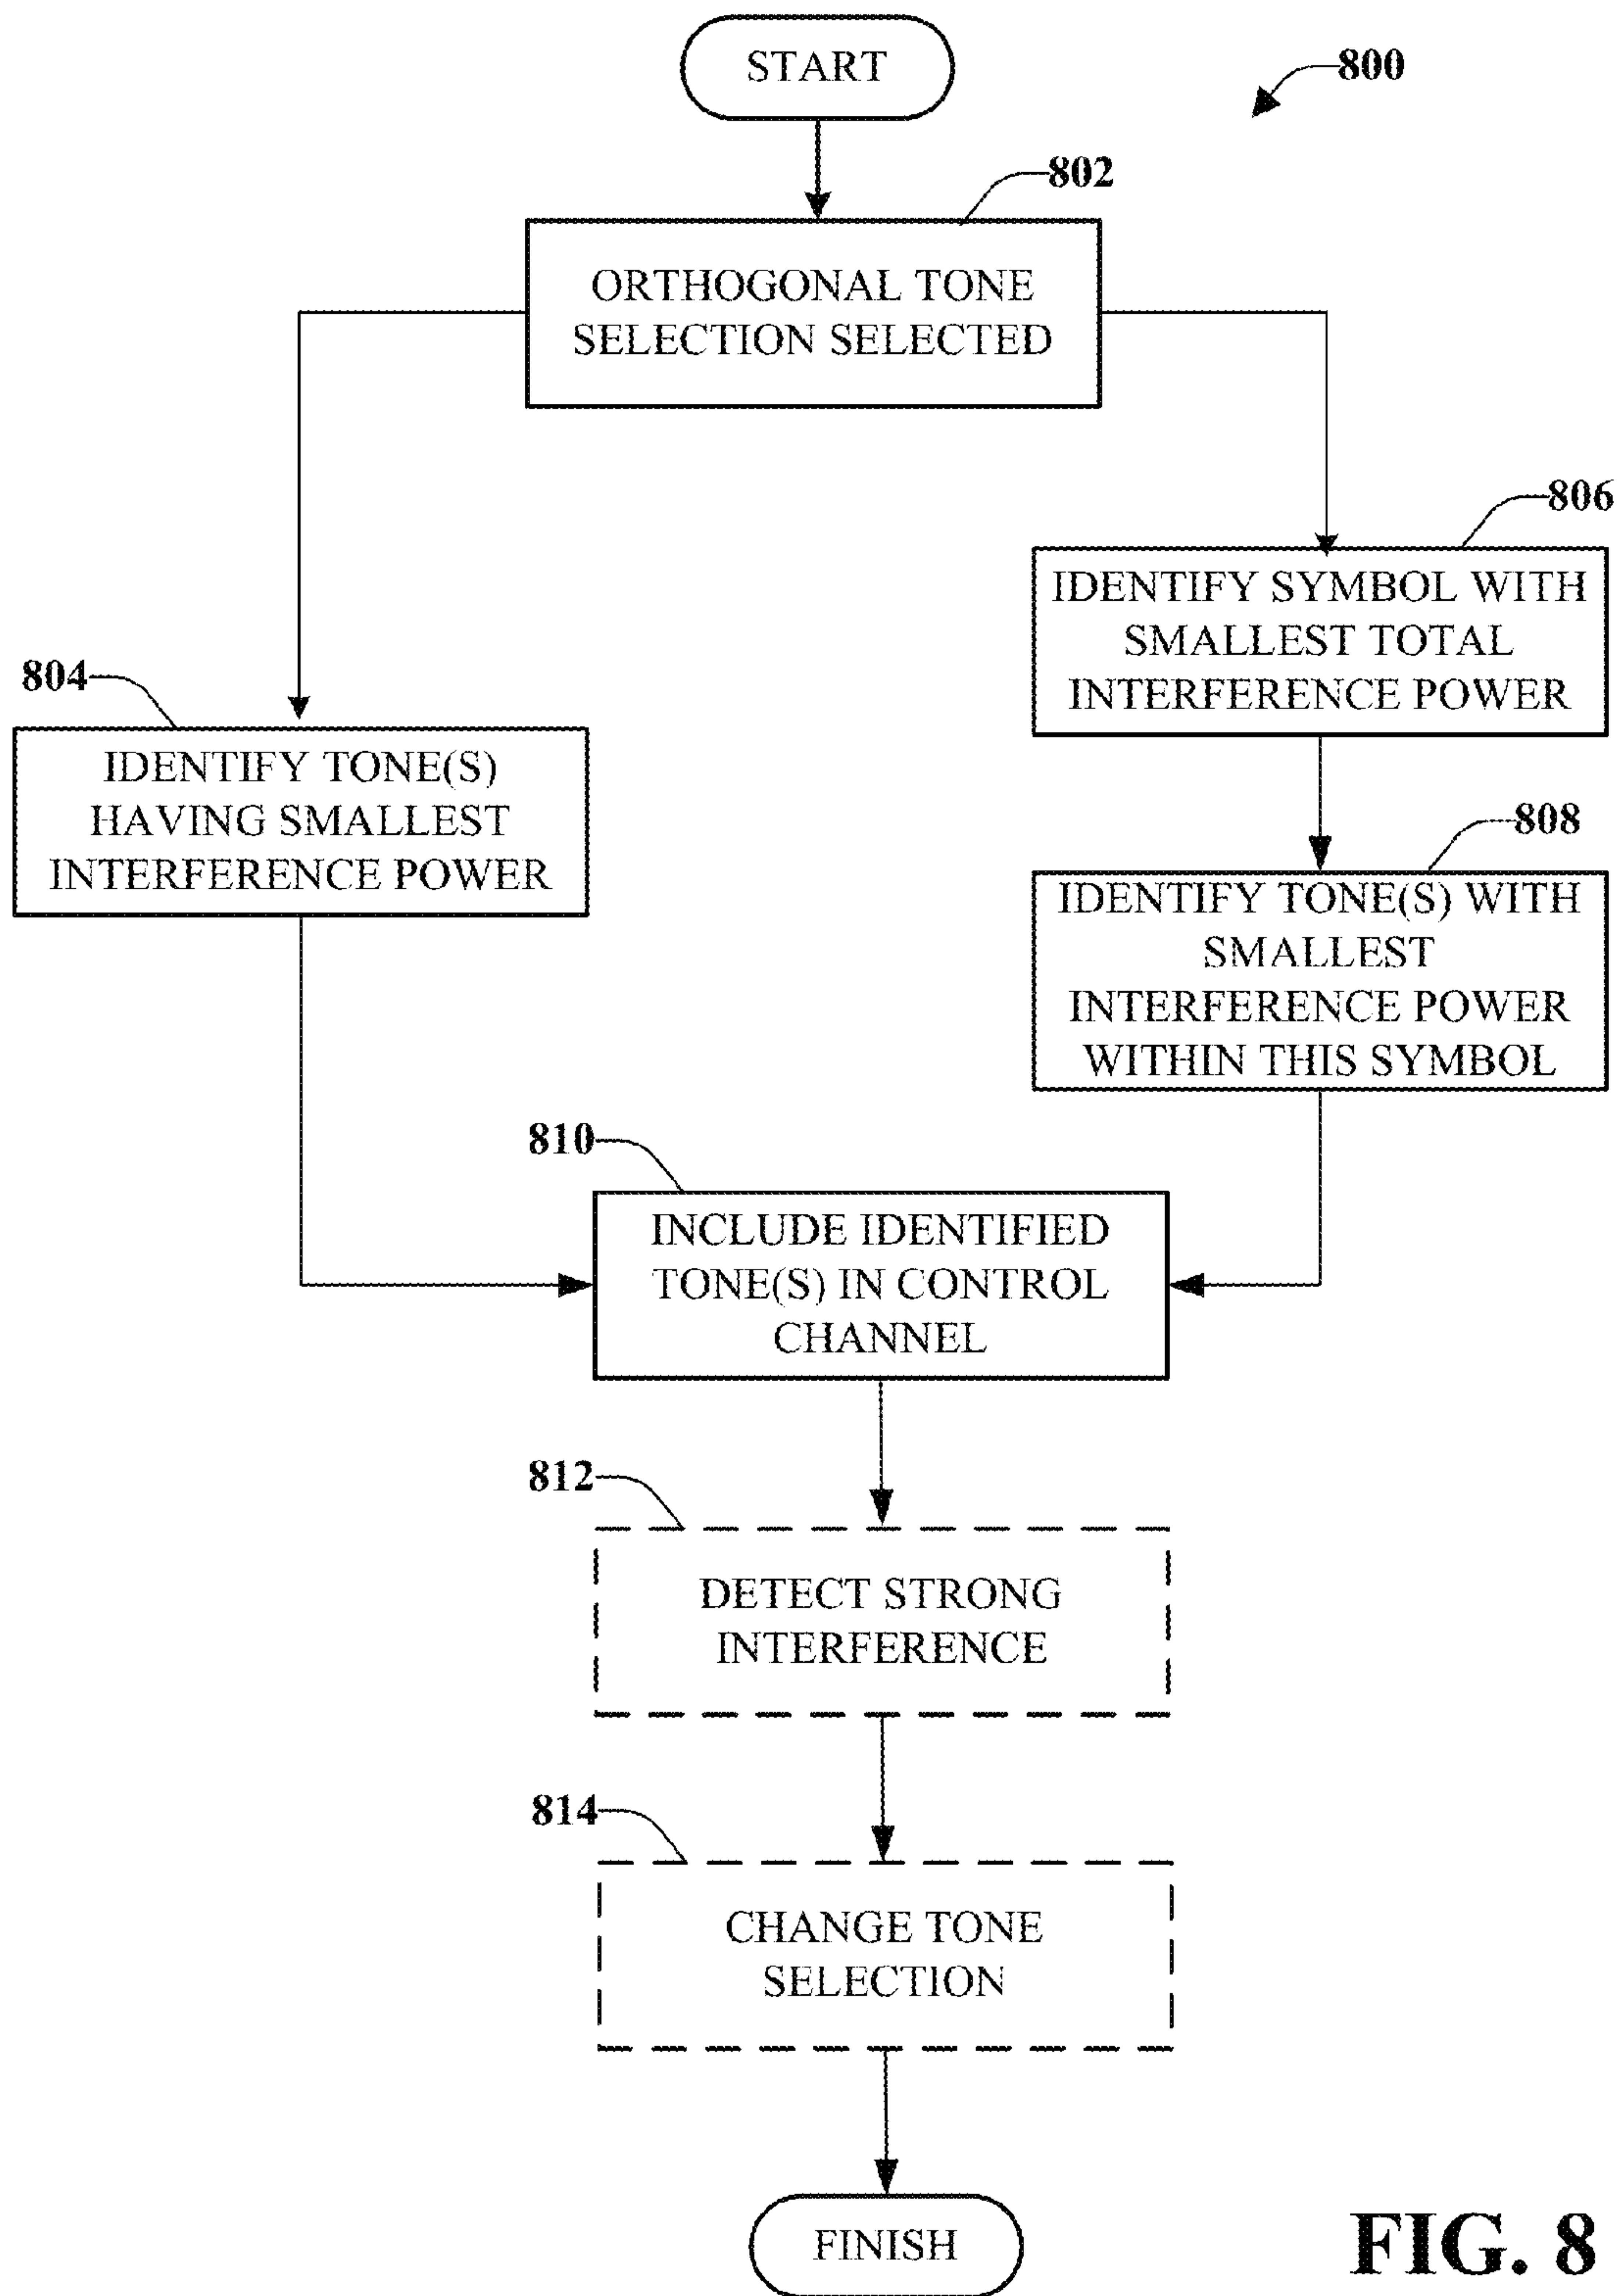 START
800
802
ORTHOGONAL TONE
SELECTION SELECTED
806
IDENTIFY SYMBOL WITH
SMALLEST TOTAL
INTERFERENCE POWER
804
IDENTIFY TONE(S)
HAVING SMALLEST
INTERFERENCE POWER
808
IDENTIFY TONE(S) WITH
SMALLEST
INTERFERENCE POWER
WITHIN THIS SYMBOL
810
INCLUDE IDENTIFIED
TONE(S) IN CONTROL
CHANNEL
812
DETECT STRONG
INTERFERENCE
814
CHANGE TONE
SELECTION
FINISH
FIG. 8